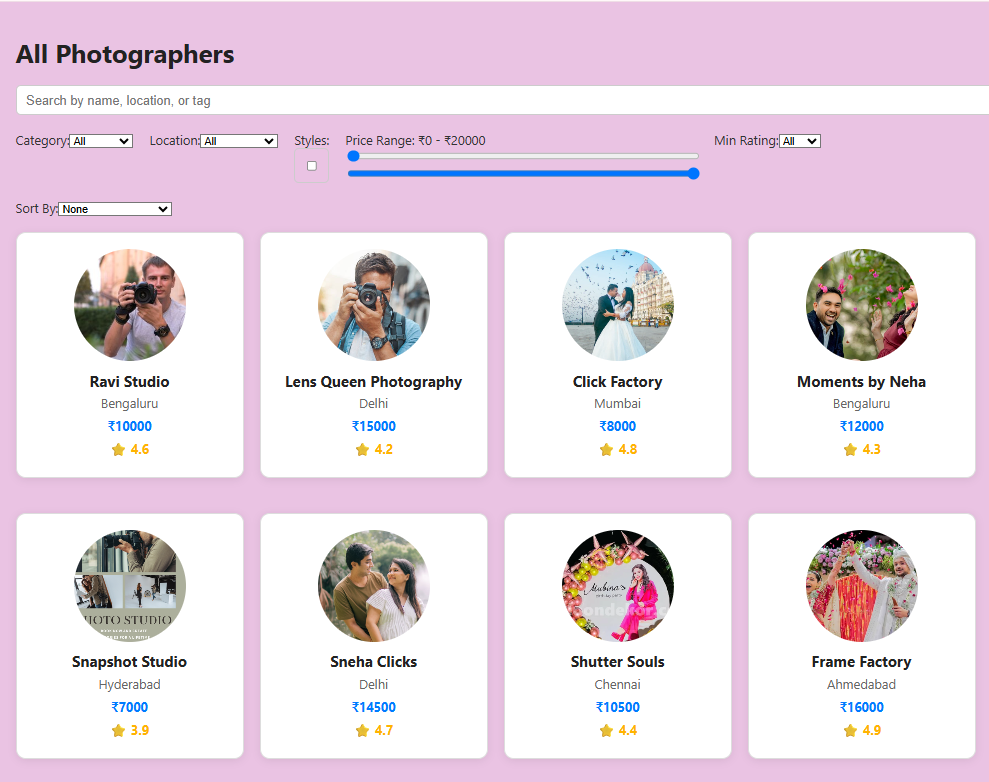 All Photographers
Search by name, location, or tag
Category: All Location: All Styles: Price Range: ₹0 - ₹20000 Min Rating: All
Sort By: None
Ravi Studio
Bengaluru
₹10000
4.6
Lens Queen Photography
Delhi
₹15000
4.2
Click Factory
Mumbai
₹8000
4.8
Moments by Neha
Bengaluru
₹12000
4.3
Snapshot Studio
Hyderabad
₹7000
3.9
Sneha Clicks
Delhi
₹14500
4.7
Mubina's
Shutter Souls
Chennai
₹10500
4.4
Frame Factory
Ahmedabad
₹16000
4.9